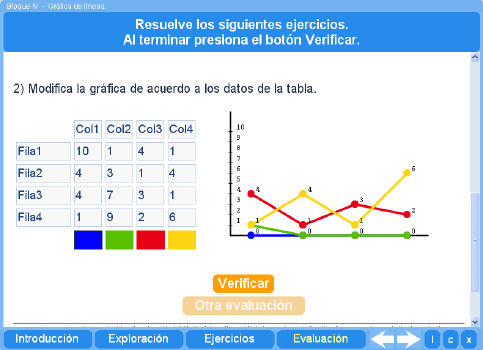 Bloque IV - Gráfica de líneas.
Resuelve los siguientes ejercicios.
Al terminar presiona el botón Verificar.
2) Modifica la gráfica de acuerdo a los datos de la tabla.
Col1 Col2 Col3 Col4
Fila1 10 1 4 1
Fila2 4 3 1 4
Fila3 4 7 3 1
Fila4 1 9 2 6
10
9
8
7
6
5
4
3
2
1
4 4 3 2
1 1 1 6
0 0 0 0
Verificar
Otra evaluación
Introducción Exploración Ejercicios Evaluación i c x